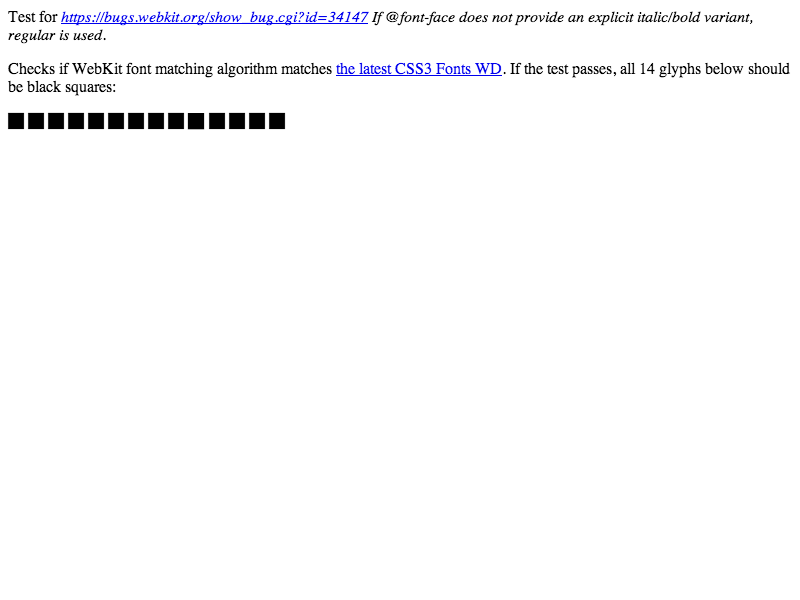 Test for https://bugs.webkit.org/show_bug.cgi?id=34147 If @font-face does not provide an explicit italic/bold variant,
regular is used.
Checks if WebKit font matching algorithm matches the latest CSS3 Fonts WD. If the test passes, all 14 glyphs below should
be black squares: